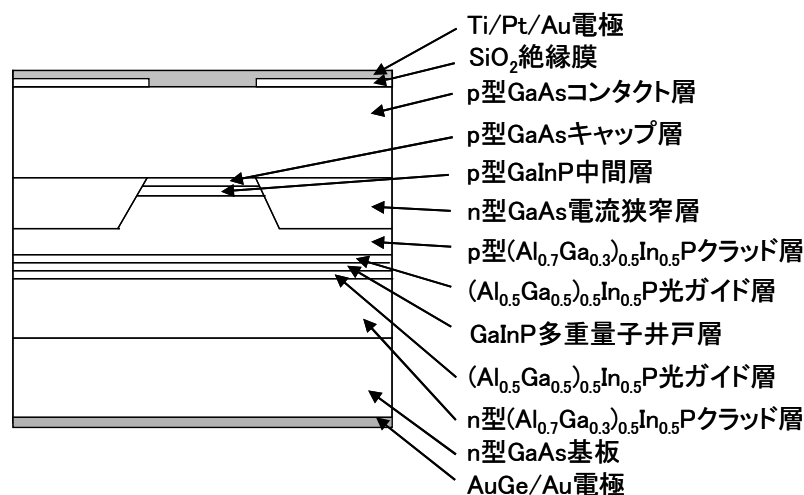 Ti/Pt/Au電極
SiO2絶縁膜
p型GaAsコンタクト層
p型GaAsキャップ層
p型GaInP中間層
n型GaAs電流狭窄層
p型(Al0.7Ga0.3)0.5In0.5Pクラッド層
(Al0.5Ga0.5)0.5In0.5P光ガイド層
GaInP多重量子井戸層
(Al0.5Ga0.5)0.5In0.5P光ガイド層
n型(Al0.7Ga0.3)0.5In0.5Pクラッド層
n型GaAs基板
AuGe/Au電極